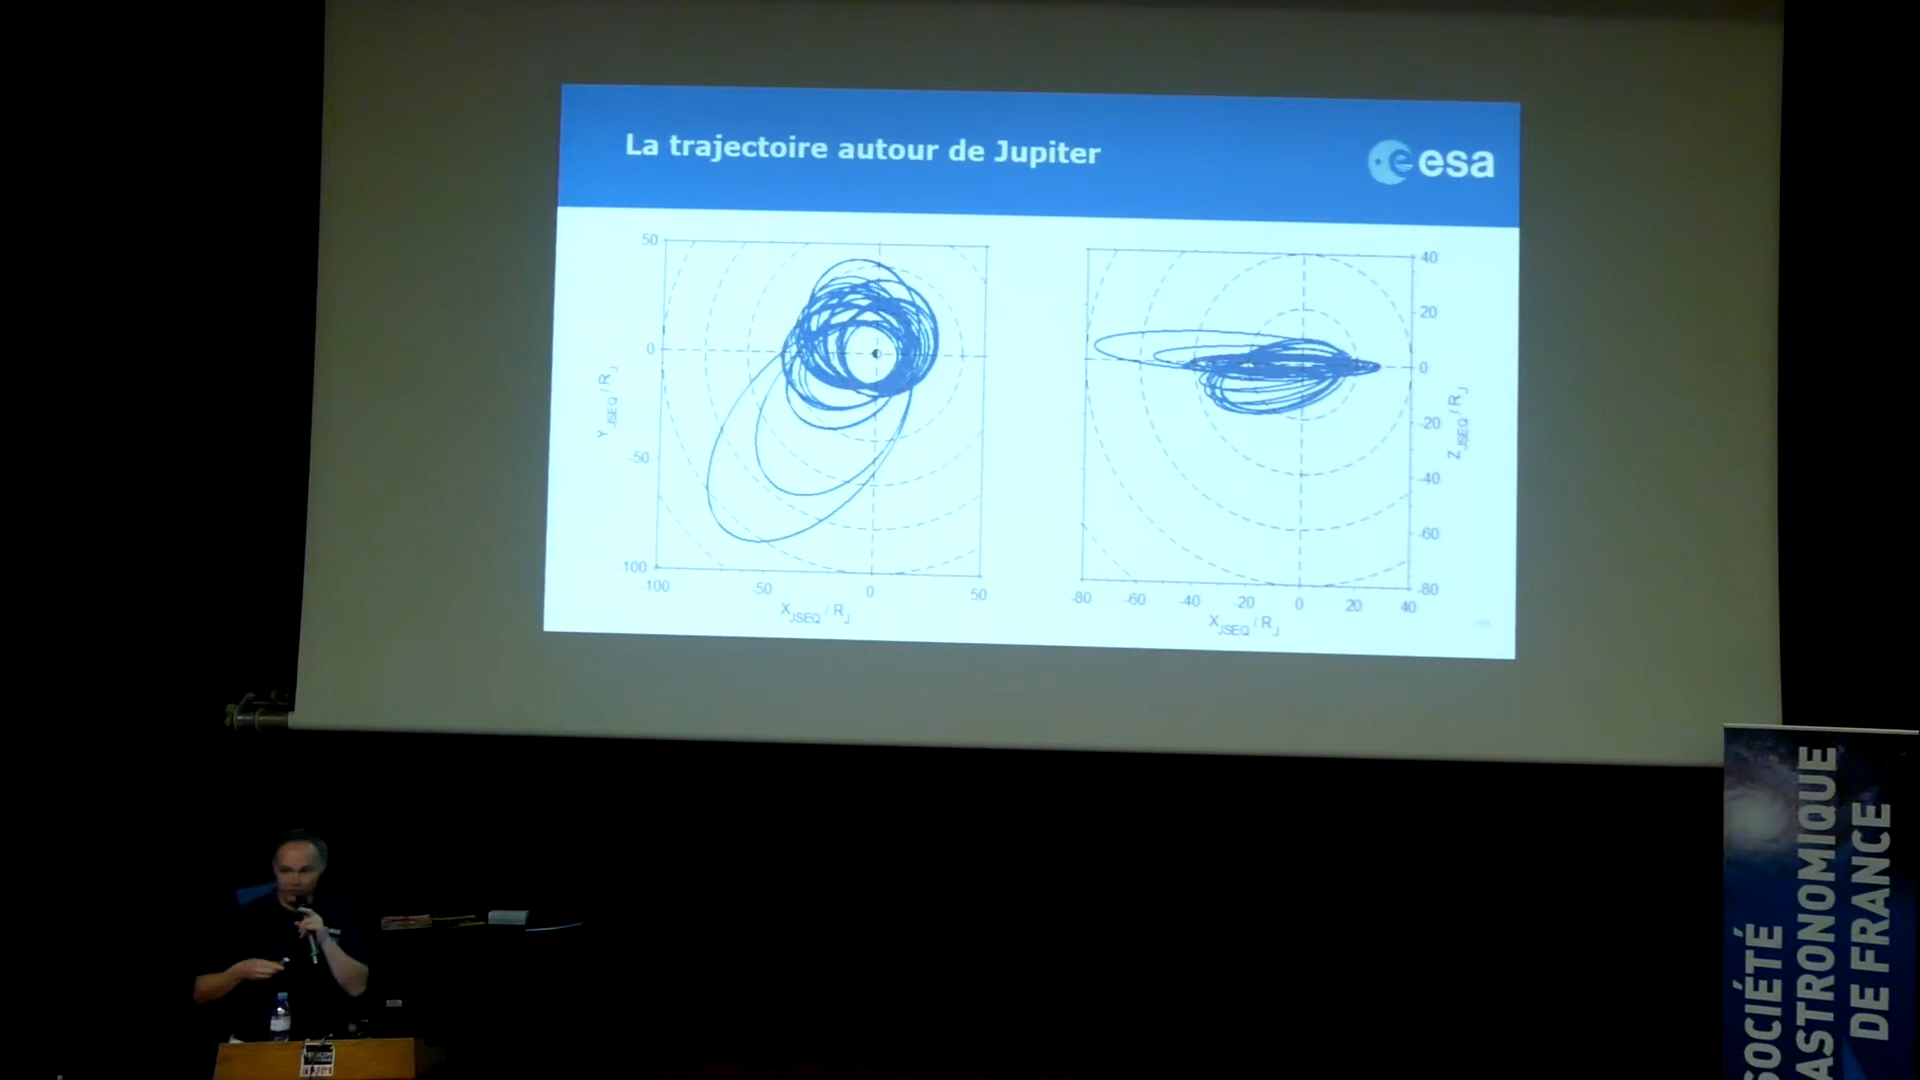 La trajectoire autour de Jupiter
esa
50
0
-50
-100
Y JSEQ / R J
-100
-50
0
50
X JSEQ / R J
40
20
0
-20
-40
-60
-80
Z JSEQ / R J
-80
-60
-40
-20
0
20
40
X JSEQ / R J
SOCIÉTÉ
ASTRONOMIQUE
DE FRANCE